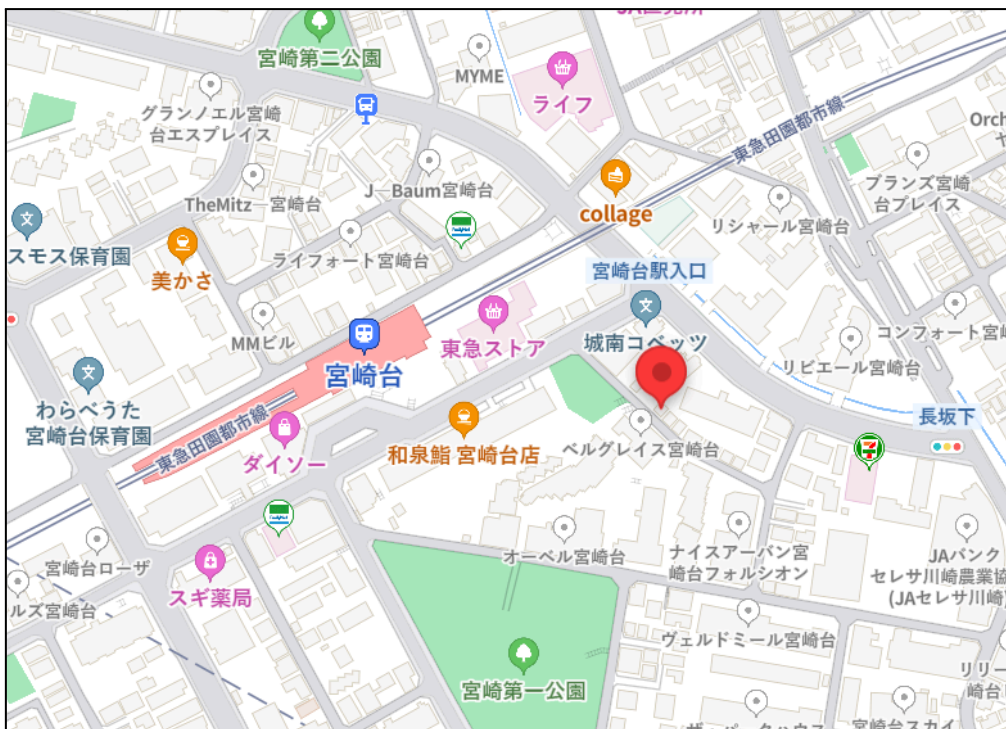 宮崎第二公園
MYME
ライフ
グランノエル宮崎
台エスプレイス
東急田園都市線
TheMitz―宮崎台
J―Baum宮崎台
collage
プランズ宮崎
台プレイス
リシャール宮崎台
スモス保育園
美かさ
ライフォート宮崎台
FamilyMart
宮崎台駅入口
MMビル
宮崎台
東急ストア
城南コベッツ
コンフォート宮崎
リビエール宮崎台
わらべうた
宮崎台保育園
東急田園都市線
ダイソー
和泉鮨 宮崎台店
ベルグレイス宮崎台
長坂下
FamilyMart
宮崎台ローザ
スギ薬局
オーベル宮崎台
ナイスアーバン宮
崎台フォルシオン
JAバンク
セレサ川崎農業協
(JAセレサ川崎)
ルズ宮崎台
ヴェルドミール宮崎台
宮崎第一公園
リリー
崎台
宮崎台スカイ